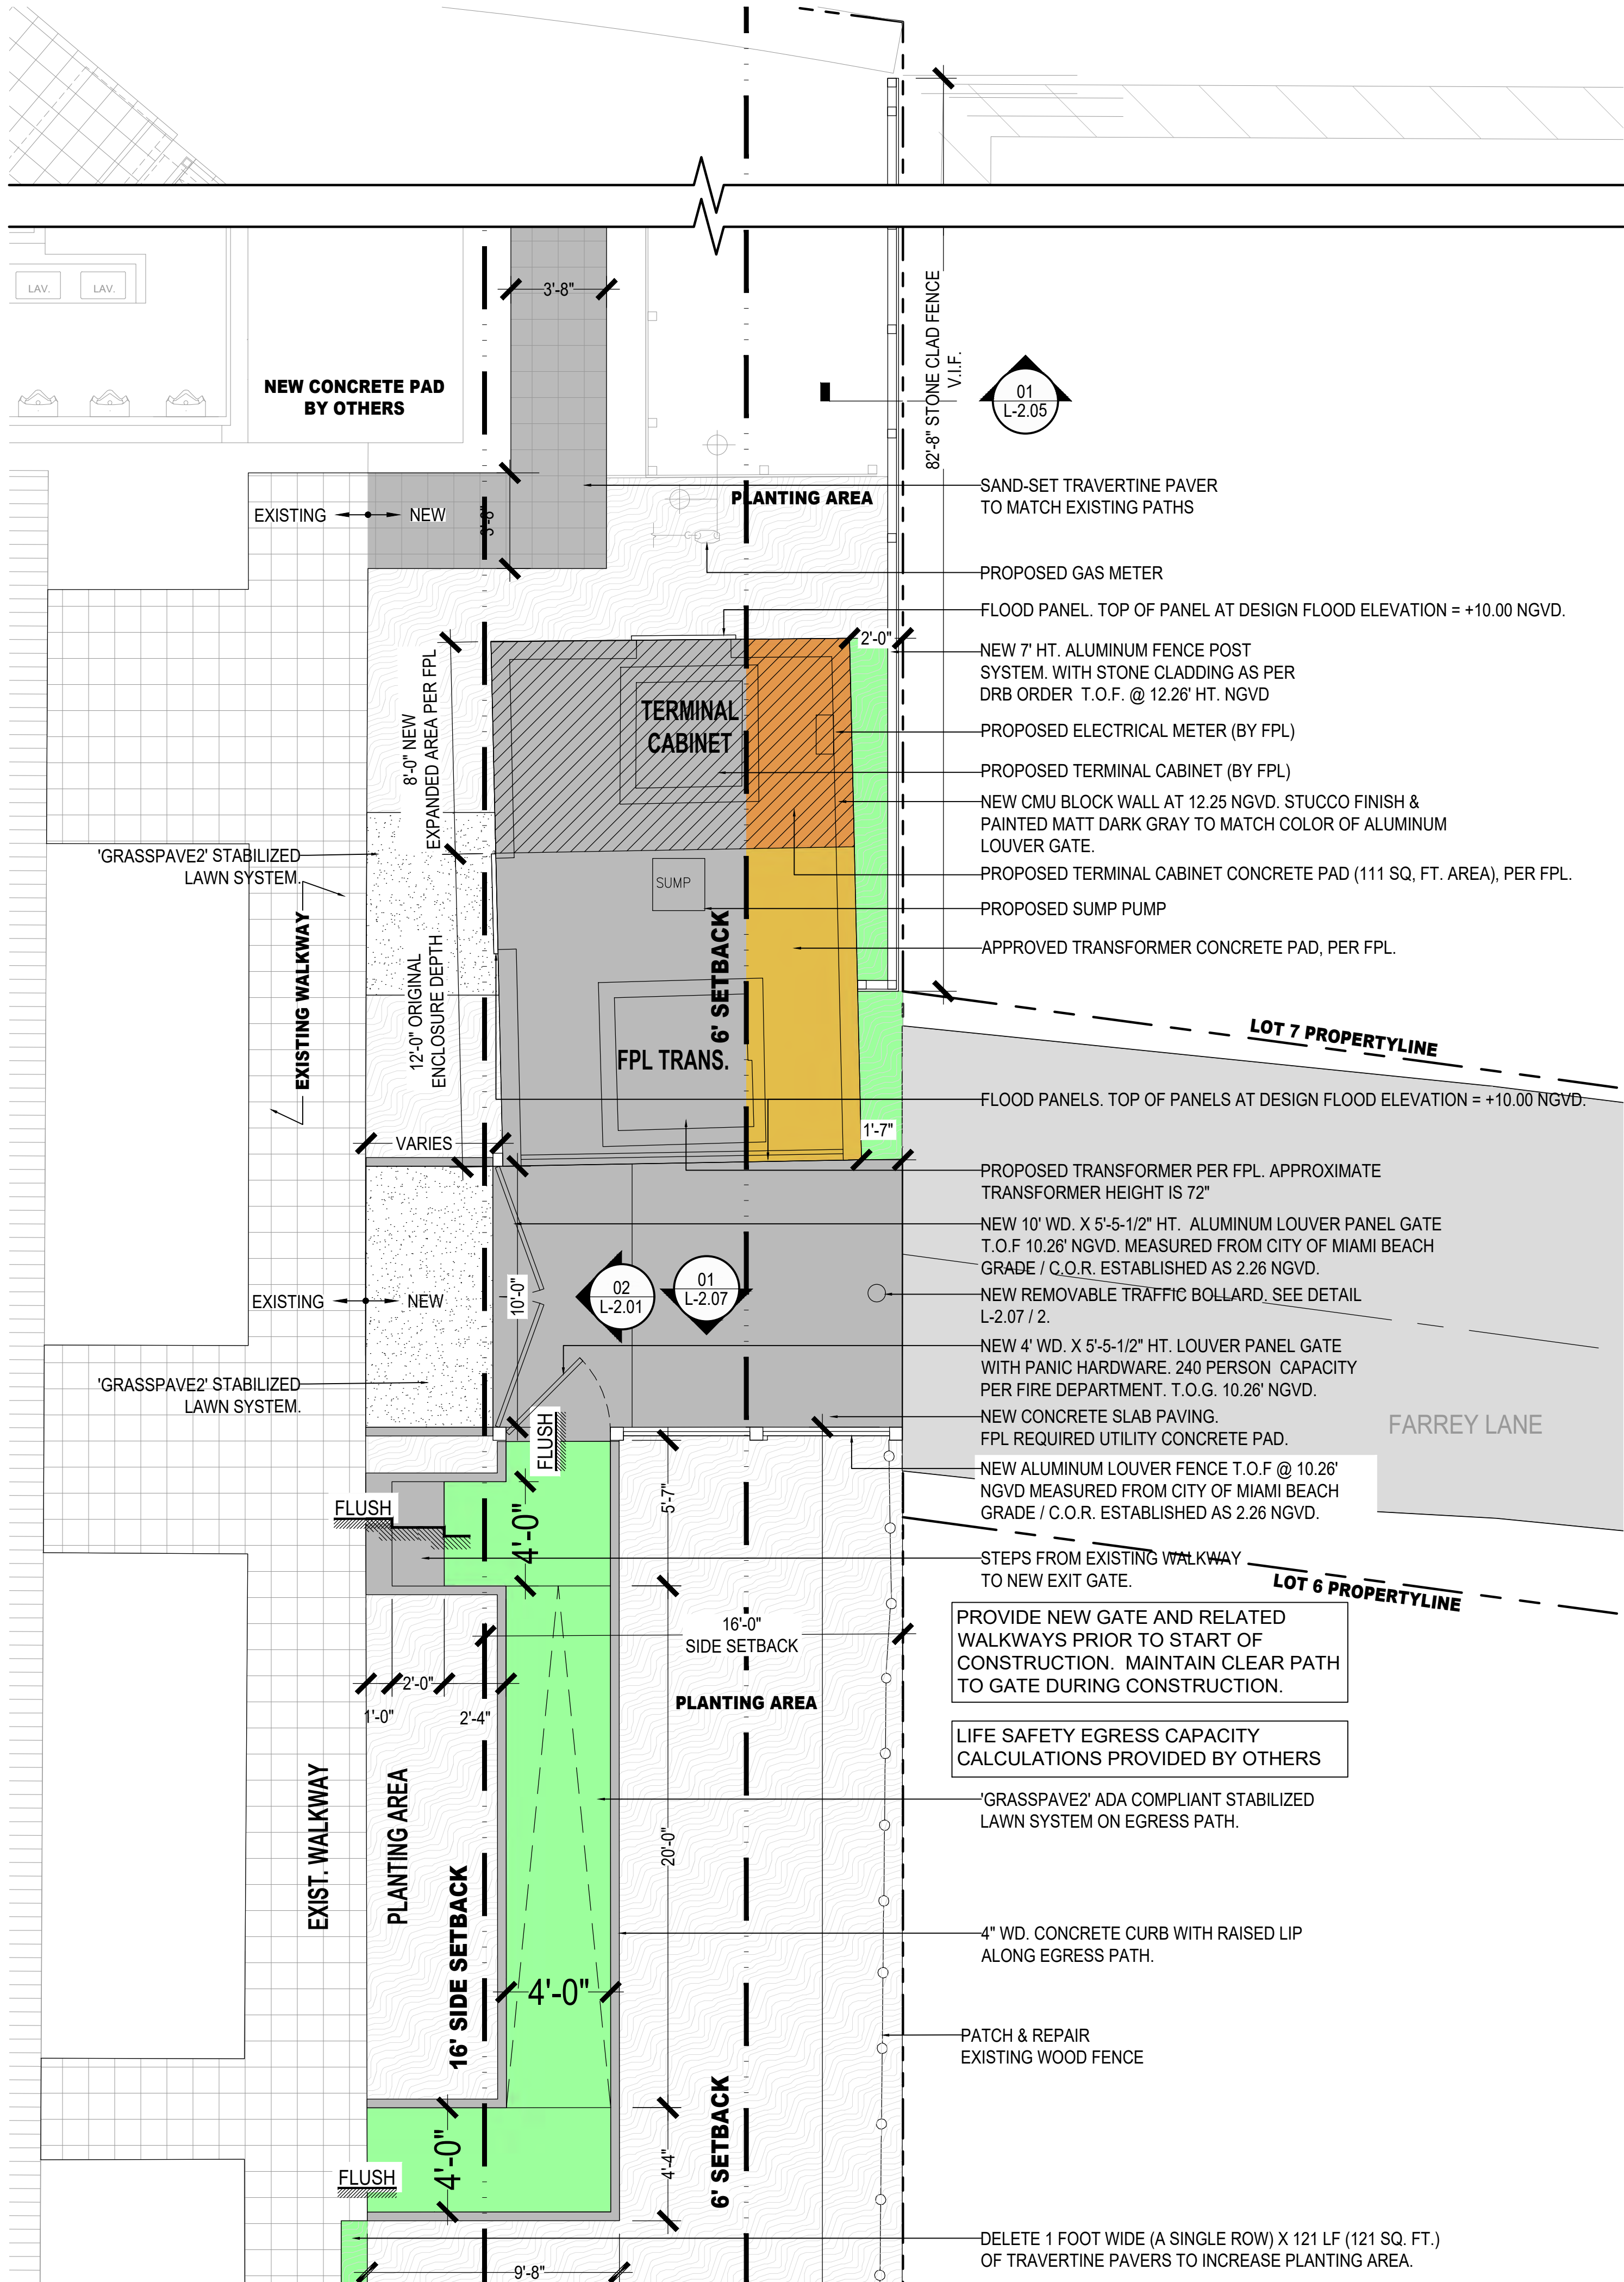 LAV.
LAV.
3'-8"
NEW CONCRETE PAD
BY OTHERS
82'-8" STONE CLAD FENCE
V.I.F.
01
L-2.05
EXISTING
NEW
3'-8"
PLANTING AREA
SAND-SET TRAVERTINE PAVER
TO MATCH EXISTING PATHS
PROPOSED GAS METER
FLOOD PANEL. TOP OF PANEL AT DESIGN FLOOD ELEVATION = +10.00 NGVD.
2'-0"
NEW 7' HT. ALUMINUM FENCE POST
SYSTEM. WITH STONE CLADDING AS PER
DRB ORDER T.O.F. @ 12.26' HT. NGVD
8'-0" NEW
EXPANDED AREA PER FPL
TERMINAL
CABINET
PROPOSED ELECTRICAL METER (BY FPL)
PROPOSED TERMINAL CABINET (BY FPL)
NEW CMU BLOCK WALL AT 12.25 NGVD. STUCCO FINISH &
PAINTED MATT DARK GRAY TO MATCH COLOR OF ALUMINUM
LOUVER GATE.
'GRASSPAVE2' STABILIZED
LAWN SYSTEM.
SUMP
PROPOSED TERMINAL CABINET CONCRETE PAD (111 SQ, FT. AREA), PER FPL.
PROPOSED SUMP PUMP
APPROVED TRANSFORMER CONCRETE PAD, PER FPL.
EXISTING WALKWAY
12'-0" ORIGINAL
ENCLOSURE DEPTH
6' SETBACK
FPL TRANS.
LOT 7 PROPERTYLINE
FLOOD PANELS. TOP OF PANELS AT DESIGN FLOOD ELEVATION = +10.00 NGVD.
1'-7"
VARIES
PROPOSED TRANSFORMER PER FPL. APPROXIMATE
TRANSFORMER HEIGHT IS 72"
NEW 10' WD. X 5'-5-1/2" HT. ALUMINUM LOUVER PANEL GATE
T.O.F 10.26' NGVD. MEASURED FROM CITY OF MIAMI BEACH
GRADE / C.O.R. ESTABLISHED AS 2.26 NGVD.
EXISTING
NEW
10'-0"
02
L-2.01
01
L-2.07
NEW REMOVABLE TRAFFIC BOLLARD. SEE DETAIL
L-2.07 / 2.
NEW 4' WD. X 5'-5-1/2" HT. LOUVER PANEL GATE
WITH PANIC HARDWARE. 240 PERSON CAPACITY
PER FIRE DEPARTMENT. T.O.G. 10.26' NGVD.
'GRASSPAVE2' STABILIZED
LAWN SYSTEM.
NEW CONCRETE SLAB PAVING.
FPL REQUIRED UTILITY CONCRETE PAD.
FARREY LANE
FLUSH
NEW ALUMINUM LOUVER FENCE T.O.F @ 10.26'
NGVD MEASURED FROM CITY OF MIAMI BEACH
GRADE / C.O.R. ESTABLISHED AS 2.26 NGVD.
FLUSH
4'-0"
5'-7"
STEPS FROM EXISTING WALKWAY
TO NEW EXIT GATE.
LOT 6 PROPERTYLINE
16'-0"
SIDE SETBACK
PROVIDE NEW GATE AND RELATED
WALKWAYS PRIOR TO START OF
CONSTRUCTION. MAINTAIN CLEAR PATH
TO GATE DURING CONSTRUCTION.
2'-0"
1'-0"
2'-4"
PLANTING AREA
LIFE SAFETY EGRESS CAPACITY
CALCULATIONS PROVIDED BY OTHERS
EXIST. WALKWAY
PLANTING AREA
'GRASSPAVE2' ADA COMPLIANT STABILIZED
LAWN SYSTEM ON EGRESS PATH.
20'-0"
16' SIDE SETBACK
4" WD. CONCRETE CURB WITH RAISED LIP
ALONG EGRESS PATH.
4'-0"
PATCH & REPAIR
EXISTING WOOD FENCE
6' SETBACK
4'-0"
4'-4"
FLUSH
DELETE 1 FOOT WIDE (A SINGLE ROW) X 121 LF (121 SQ. FT.)
OF TRAVERTINE PAVERS TO INCREASE PLANTING AREA.
9'-8"